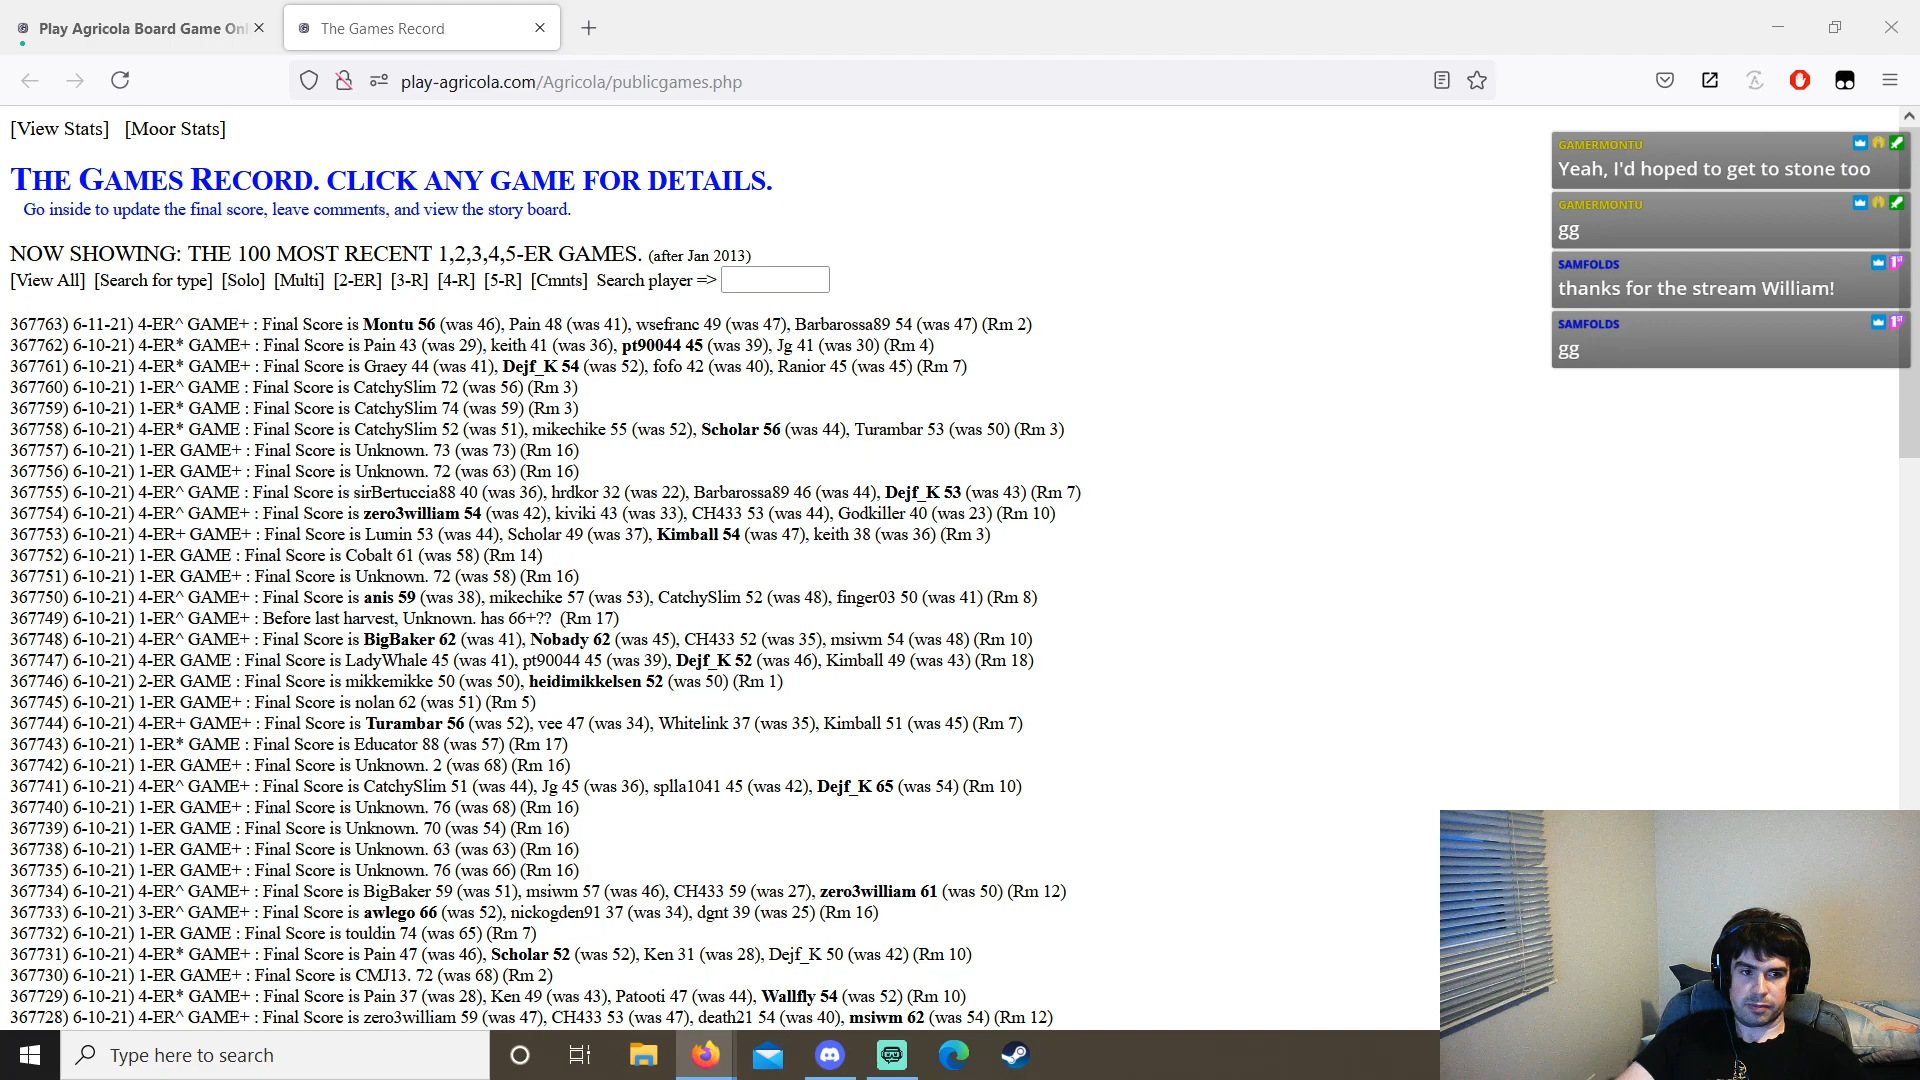 Play Agricola Board Game Onl
The Games Record
play-agricola.com/Agricola/publicgames.php
[View Stats] [Moor Stats]
THE GAMES RECORD. CLICK ANY GAME FOR DETAILS.
Go inside to update the final score, leave comments, and view the story board.
NOW SHOWING: THE 100 MOST RECENT 1,2,3,4,5-ER GAMES. (after Jan 2013)
[View All] [Search for type] [Solo] [Multi] [2-ER] [3-R] [4-R] [5-R] [Cmnts] Search player =>
367763) 6-11-21) 4-ER^ GAME+ : Final Score is Montu 56 (was 46), Pain 48 (was 41), wsefranc 49 (was 47), Barbarossa89 54 (was 47) (Rm 2)
367762) 6-10-21) 4-ER* GAME+ : Final Score is Pain 43 (was 29), keith 41 (was 36), pt90044 45 (was 39), Jg 41 (was 30) (Rm 4)
367761) 6-10-21) 4-ER* GAME+ : Final Score is Graey 44 (was 41), Dejf_K 54 (was 52), fofo 42 (was 40), Ranior 45 (was 45) (Rm 7)
367760) 6-10-21) 1-ER^ GAME : Final Score is CatchySlim 72 (was 56) (Rm 3)
367759) 6-10-21) 1-ER* GAME : Final Score is CatchySlim 74 (was 59) (Rm 3)
367758) 6-10-21) 4-ER* GAME : Final Score is CatchySlim 52 (was 51), mikechike 55 (was 52), Scholar 56 (was 44), Turambar 53 (was 50) (Rm 3)
367757) 6-10-21) 1-ER GAME+ : Final Score is Unknown. 73 (was 73) (Rm 16)
367756) 6-10-21) 1-ER GAME+ : Final Score is Unknown. 72 (was 63) (Rm 16)
367755) 6-10-21) 4-ER^ GAME : Final Score is sirBertuccia88 40 (was 36), hrdkor 32 (was 22), Barbarossa89 46 (was 44), Dejf_K 53 (was 43) (Rm 7)
367754) 6-10-21) 4-ER^ GAME+ : Final Score is zero3william 54 (was 42), kiviki 43 (was 33), CH433 53 (was 44), Godkiller 40 (was 23) (Rm 10)
367753) 6-10-21) 4-ER+ GAME+ : Final Score is Lumin 53 (was 44), Scholar 49 (was 37), Kimball 54 (was 47), keith 38 (was 36) (Rm 3)
367752) 6-10-21) 1-ER GAME : Final Score is Cobalt 61 (was 58) (Rm 14)
367751) 6-10-21) 1-ER GAME+ : Final Score is Unknown. 72 (was 58) (Rm 16)
367750) 6-10-21) 4-ER^ GAME+ : Final Score is anis 59 (was 38), mikechike 57 (was 53), CatchySlim 52 (was 48), finger03 50 (was 41) (Rm 8)
367749) 6-10-21) 1-ER^ GAME+ : Before last harvest, Unknown. has 66+?? (Rm 17)
367748) 6-10-21) 4-ER^ GAME+ : Final Score is BigBaker 62 (was 41), Nobady 62 (was 45), CH433 52 (was 35), msiwm 54 (was 48) (Rm 10)
367747) 6-10-21) 4-ER GAME : Final Score is LadyWhale 45 (was 41), pt90044 45 (was 39), Dejf_K 52 (was 46), Kimball 49 (was 43) (Rm 18)
367746) 6-10-21) 2-ER GAME : Final Score is mikkemikke 50 (was 50), heidimikkelsen 52 (was 50) (Rm 1)
367745) 6-10-21) 1-ER GAME+ : Final Score is nolan 62 (was 51) (Rm 5)
367744) 6-10-21) 4-ER+ GAME+ : Final Score is Turambar 56 (was 52), vee 47 (was 34), Whitelink 37 (was 35), Kimball 51 (was 45) (Rm 7)
367743) 6-10-21) 1-ER* GAME : Final Score is Educator 88 (was 57) (Rm 17)
367742) 6-10-21) 1-ER GAME+ : Final Score is Unknown. 2 (was 68) (Rm 16)
367741) 6-10-21) 4-ER^ GAME : Final Score is CatchySlim 51 (was 44), Jg 45 (was 36), splla1041 45 (was 42), Dejf_K 65 (was 54) (Rm 10)
367740) 6-10-21) 1-ER GAME+ : Final Score is Unknown. 76 (was 68) (Rm 16)
367739) 6-10-21) 1-ER GAME : Final Score is Unknown. 70 (was 54) (Rm 16)
367738) 6-10-21) 1-ER GAME+ : Final Score is Unknown. 63 (was 63) (Rm 16)
367735) 6-10-21) 1-ER GAME+ : Final Score is Unknown. 76 (was 66) (Rm 16)
367734) 6-10-21) 4-ER^ GAME+ : Final Score is BigBaker 59 (was 51), msiwm 57 (was 46), CH433 59 (was 27), zero3william 61 (was 50) (Rm 12)
367733) 6-10-21) 3-ER^ GAME+ : Final Score is awlego 66 (was 52), nickogden91 37 (was 34), dgnt 39 (was 25) (Rm 16)
367732) 6-10-21) 1-ER GAME : Final Score is touldin 74 (was 65) (Rm 7)
367731) 6-10-21) 4-ER* GAME+ : Final Score is Pain 47 (was 46), Scholar 52 (was 52), Ken 31 (was 28), Dejf_K 50 (was 42) (Rm 10)
367730) 6-10-21) 1-ER GAME+ : Final Score is CMJ13. 72 (was 68) (Rm 2)
367729) 6-10-21) 4-ER* GAME+ : Final Score is Pain 37 (was 28), Ken 49 (was 43), Patooti 47 (was 44), Wallfly 54 (was 52) (Rm 10)
367728) 6-10-21) 4-ER^ GAME : Final Score is zero3william 59 (was 47), CH433 53 (was 47), death21 54 (was 40), msiwm 62 (was 54) (Rm 12)
GAMERMONTU
Yeah, I'd hoped to get to stone too
GAMERMONTU
gg
SAMFOLDS
thanks for the stream William!
SAMFOLDS
gg
Type here to search